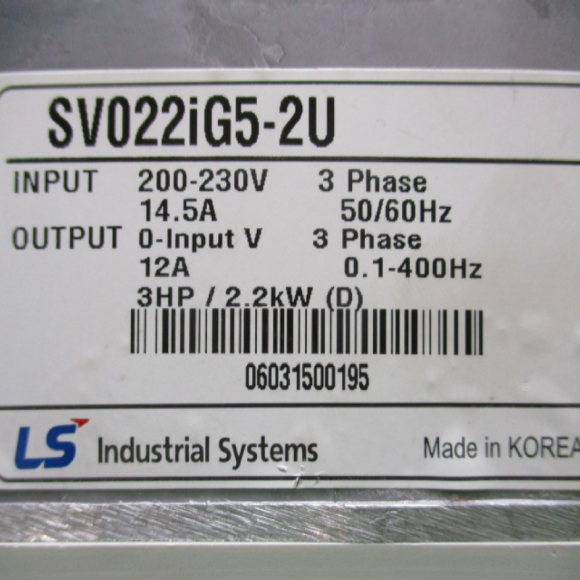 SV022iG5-2U
INPUT 200-230V 3 Phase
14.5A 50/60Hz
OUTPUT 0-Input V 3 Phase
12A 0.1-400Hz
3HP / 2.2kW (D)
06031500195
LS Industrial Systems Made in KOREA